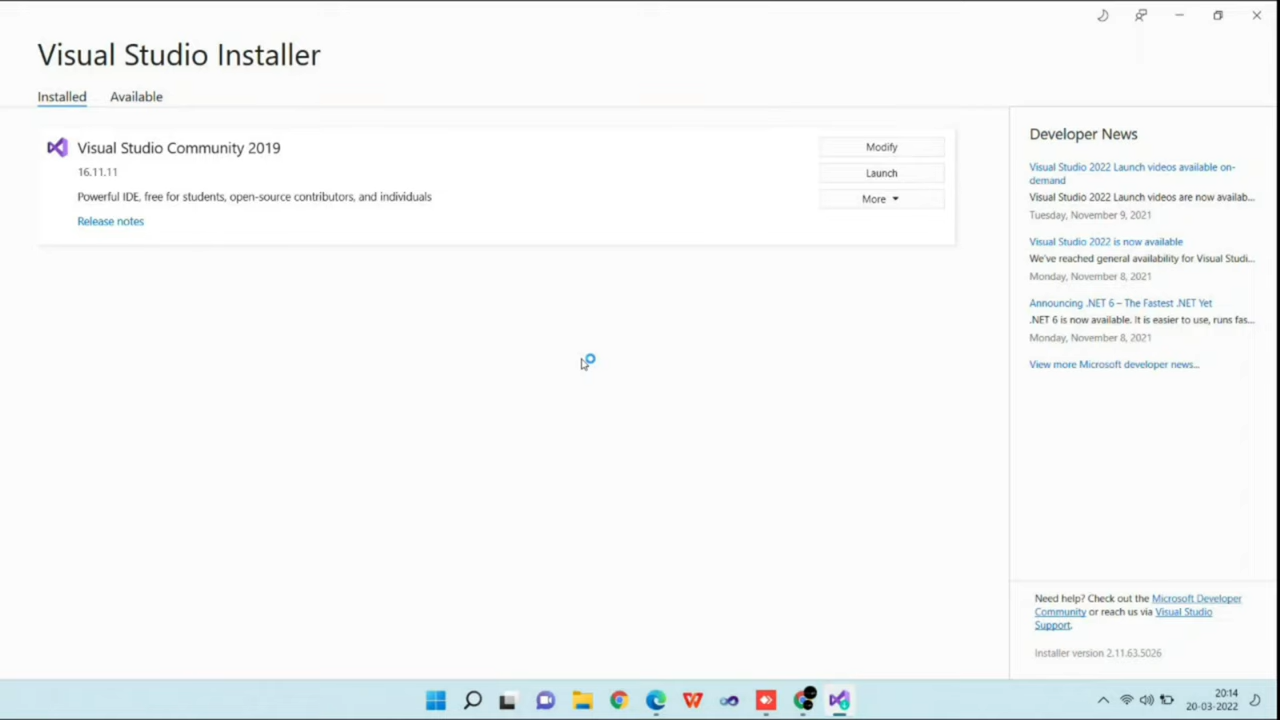 Visual Studio Installer
Installed
Available
Visual Studio Community 2019
16.11.11
Powerful IDE, free for students, open-source contributors, and individuals
Release notes
Modify
Launch
More
Developer News
Visual Studio 2022 Launch videos available on-
demand
Visual Studio 2022 Launch videos are now availab...
Tuesday, November 9, 2021
Visual Studio 2022 is now available
We've reached general availability for Visual Studi...
Monday, November 8, 2021
Announcing .NET 6 – The Fastest .NET Yet
.NET 6 is now available. It is easier to use, runs fas...
Monday, November 8, 2021
View more Microsoft developer news...
Need help? Check out the Microsoft Developer
Community or reach us via Visual Studio
Support.
Installer version 2.11.63.5026
20:14
20-03-2022